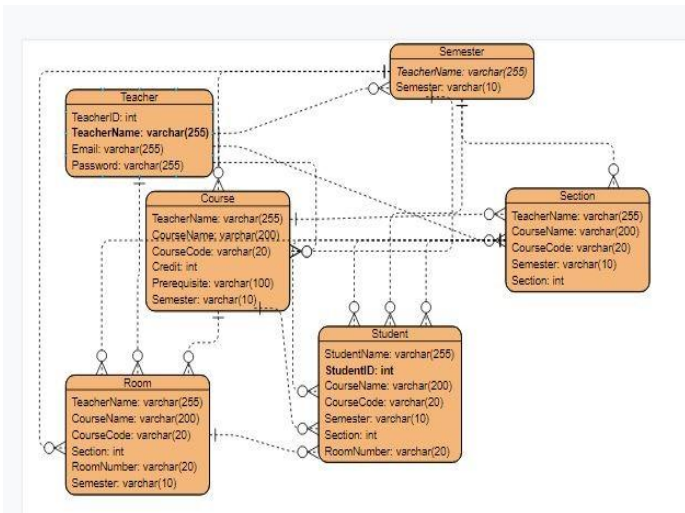 Semester
TeacherName: varchar(255)
Semester: varchar(10)
Teacher
TeacherID: int
TeacherName: varchar(255)
Email: varchar(255)
Password: varchar(255)
Course
TeacherName: varchar(255)
CourseName: varchar(200)
CourseCode: varchar(20)
Credit: int
Prerequisite: varchar(100)
Semester: varchar(10)
Section
TeacherName: varchar(255)
CourseName: varchar(200)
CourseCode: varchar(20)
Semester: varchar(10)
Section: int
Student
StudentName: varchar(255)
StudentID: int
CourseName: varchar(200)
CourseCode: varchar(20)
Semester: varchar(10)
Section: int
RoomNumber: varchar(20)
Room
TeacherName: varchar(255)
CourseName: varchar(200)
CourseCode: varchar(20)
Section: int
RoomNumber: varchar(20)
Semester: varchar(10)